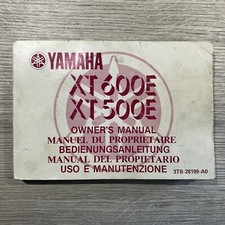 YAMAHA
XT600E
XT500E
OWNER'S MANUAL
MANUEL DU PROPRIETAIRE
BEDIENUNGSANLEITUNG
MANUAL DEL PROPIETARIO
USO E MANUTENZIONE
3TB-28199-A0